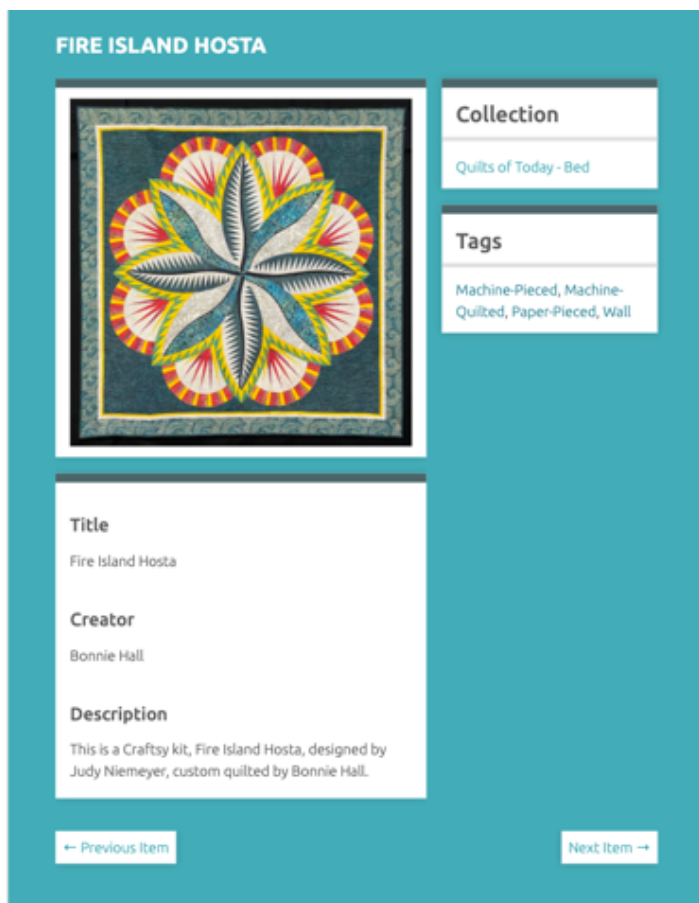 FIRE ISLAND HOSTA
Collection
Quilts of Today - Bed
Tags
Machine-Pieced, Machine-
Quilted, Paper-Pieced, Wall
Title
Fire Island Hosta
Creator
Bonnie Hall
Description
This is a Craftsy kit, Fire Island Hosta, designed by
Judy Niemeyer, custom quilted by Bonnie Hall.
← Previous Item
Next Item →